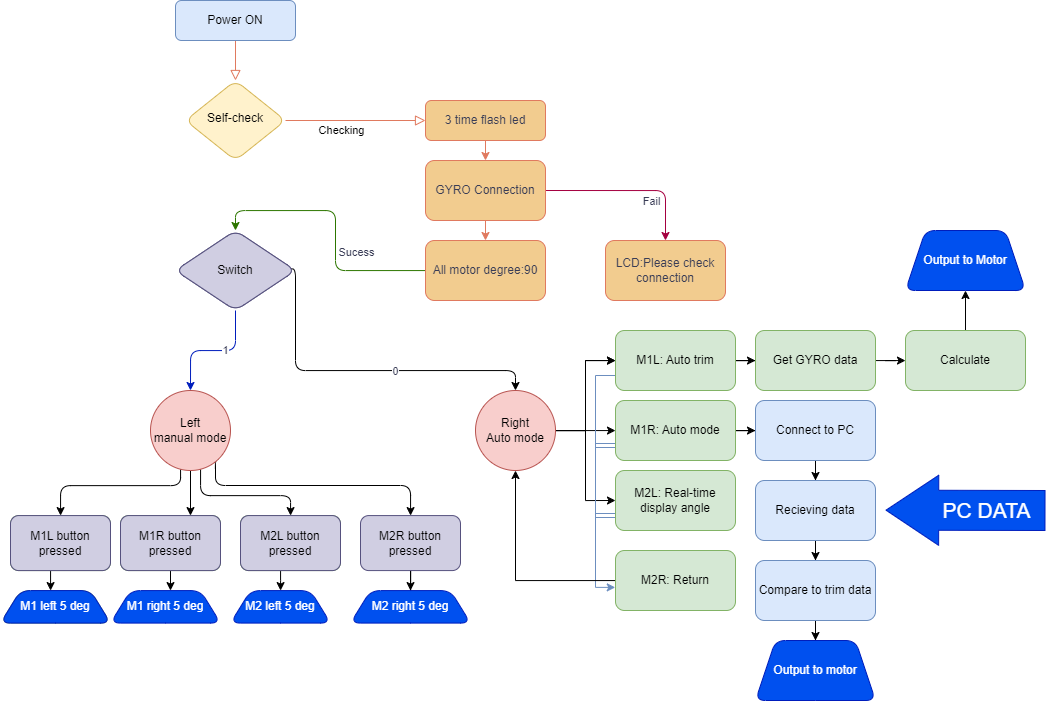 Power ON
Self-check
Checking
3 time flash led
GYRO Connection
Fail
Sucess
All motor degree:90
LCD:Please check
connection
Switch
Output to Motor
1
0
M1L: Auto trim
Get GYRO data
Calculate
Left
manual mode
Right
Auto mode
M1R: Auto mode
Connect to PC
M2L: Real-time
display angle
Recieving data
PC DATA
M1L button
pressed
M1R button
pressed
M2L button
pressed
M2R button
pressed
M2R: Return
Compare to trim data
M1 left 5 deg
M1 right 5 deg
M2 left 5 deg
M2 right 5 deg
Output to motor